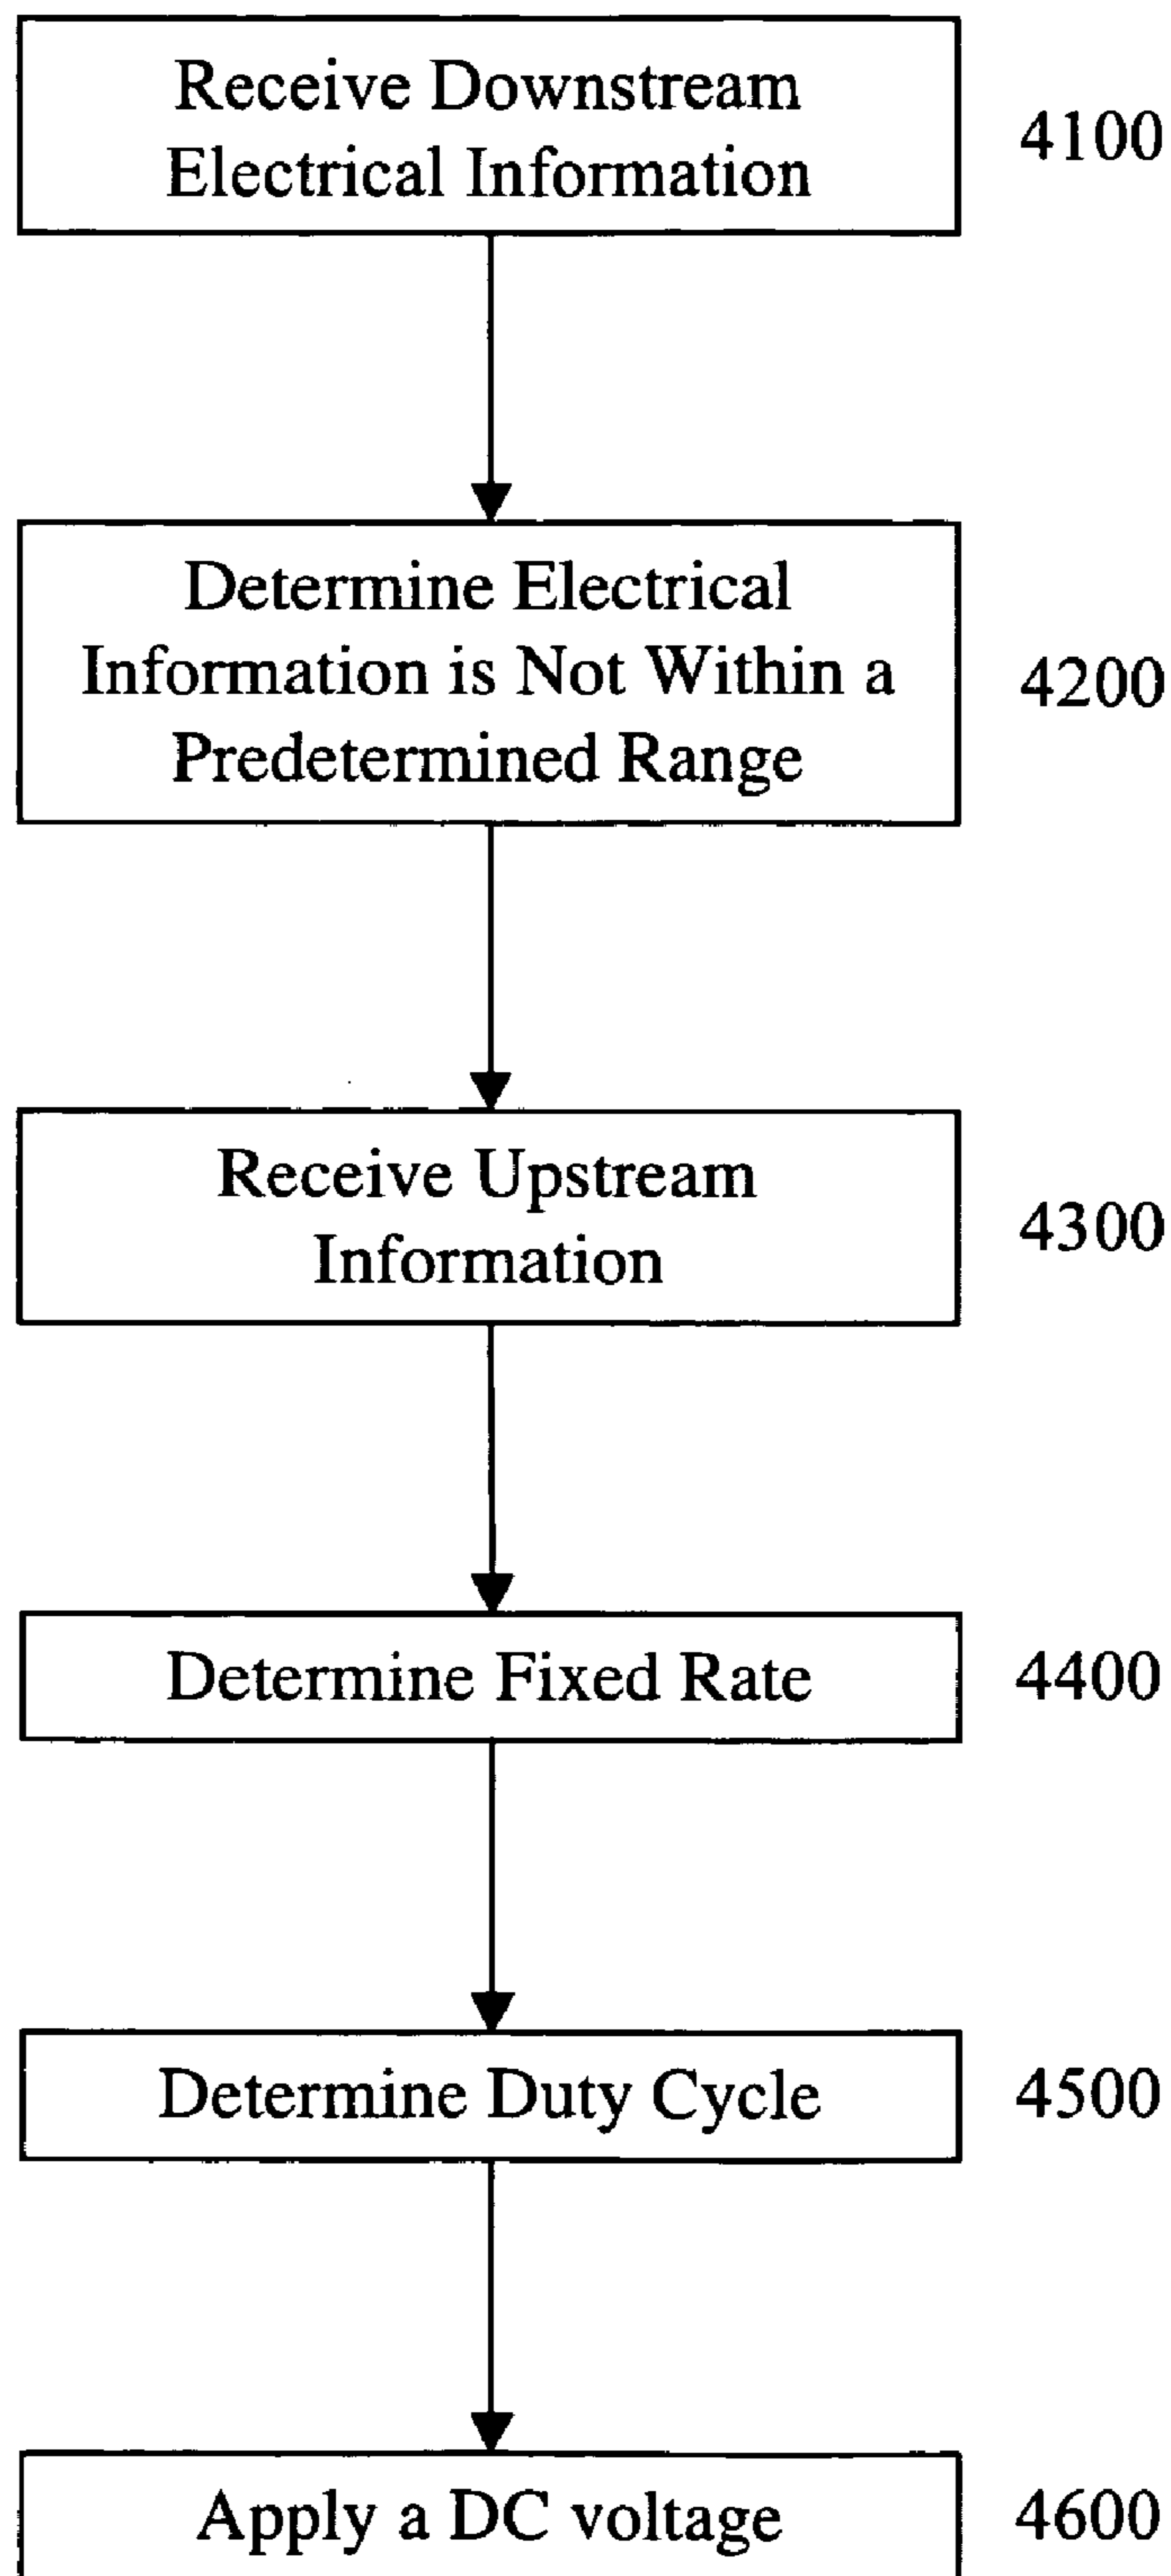 Receive Downstream
Electrical Information
4100
Determine Electrical
Information is Not Within a
Predetermined Range
4200
Receive Upstream
Information
4300
Determine Fixed Rate
4400
Determine Duty Cycle
4500
Apply a DC voltage
4600